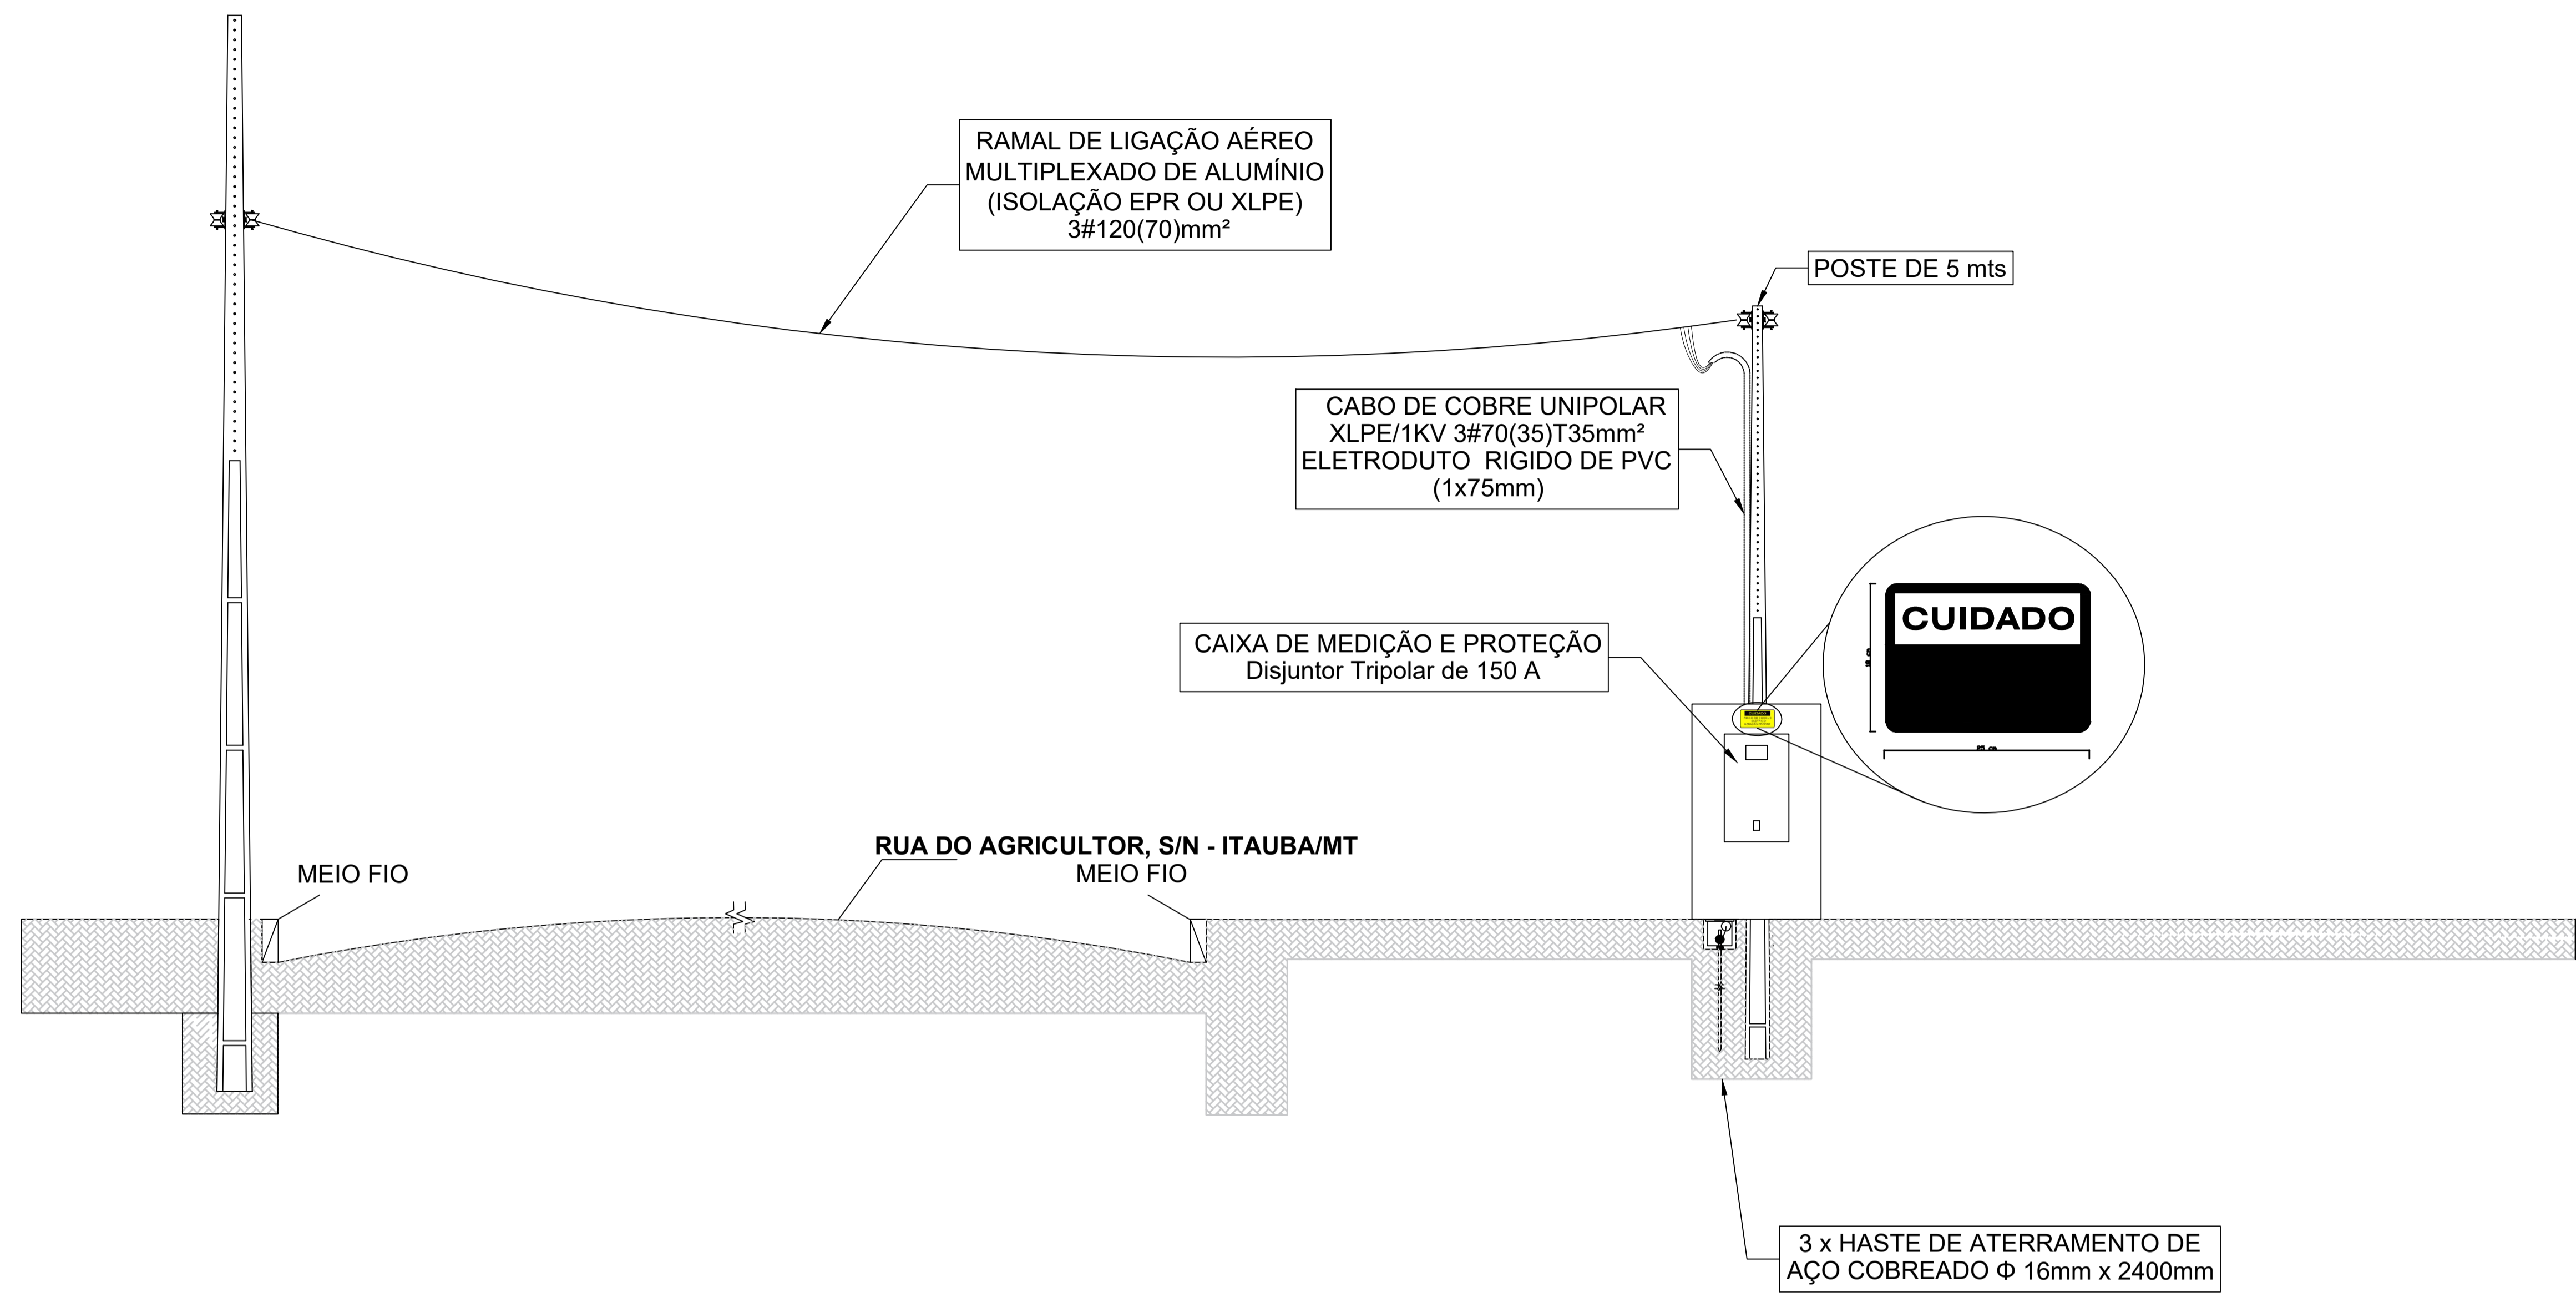 RAMAL DE LIGAÇÃO AÉREO
MULTIPLEXADO DE ALUMÍNIO
(ISOLAÇÃO EPR OU XLPE)
3#120(70)mm²
POSTE DE 5 mts
CABO DE COBRE UNIPOLAR
XLPE/1KV 3#70(35)T35mm²
ELETRODUTO RIGIDO DE PVC
(1x75mm)
CUIDADO
CAIXA DE MEDIÇÃO E PROTEÇÃO
Disjuntor Tripolar de 150 A
RUA DO AGRICULTOR, S/N - ITAUBA/MT
MEIO FIO
MEIO FIO
3 x HASTE DE ATERRAMENTO DE
AÇO COBREADO Φ 16mm x 2400mm